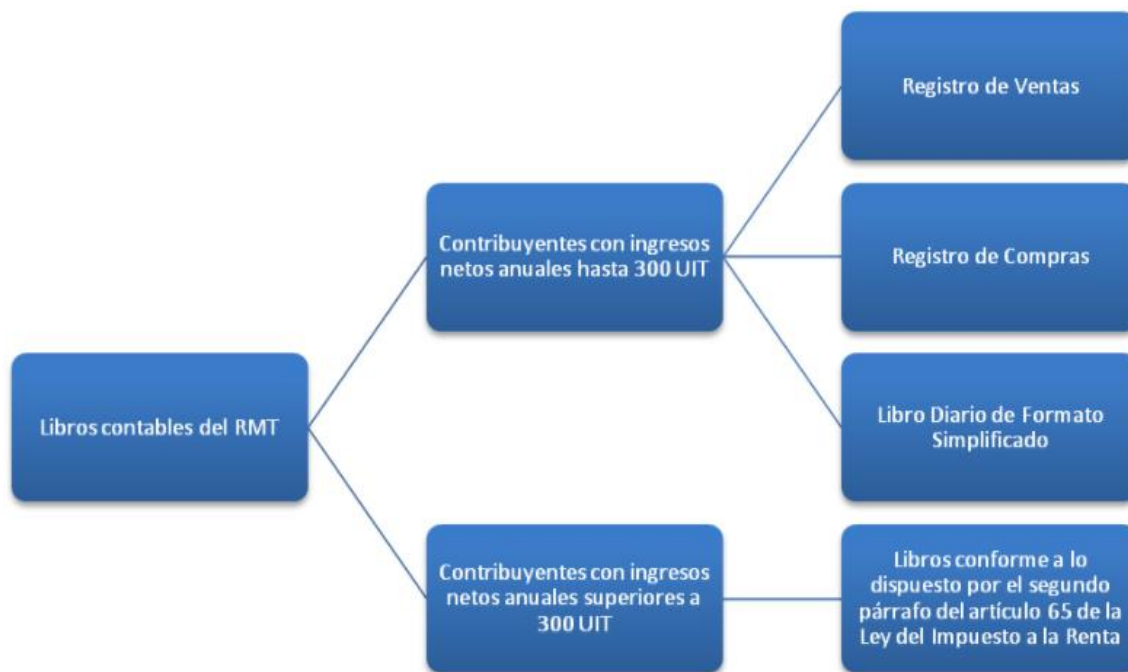 Libros contables del RMT
Contribuyentes con ingresos
netos anuales hasta 300 UIT
Registro de Ventas
Registro de Compras
Libro Diario de Formato
Simplificado
Contribuyentes con ingresos
netos anuales superiores a
300 UIT
Libros conforme a lo
dispuesto por el segundo
párrafo del artículo 65 de la
Ley del Impuesto a la Renta